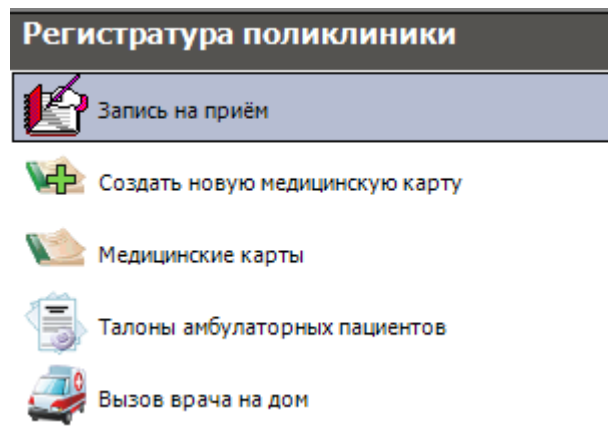 Регистратура поликлиники
Запись на приём
Создать новую медицинскую карту
Медицинские карты
Талоны амбулаторных пациентов
Вызов врача на дом